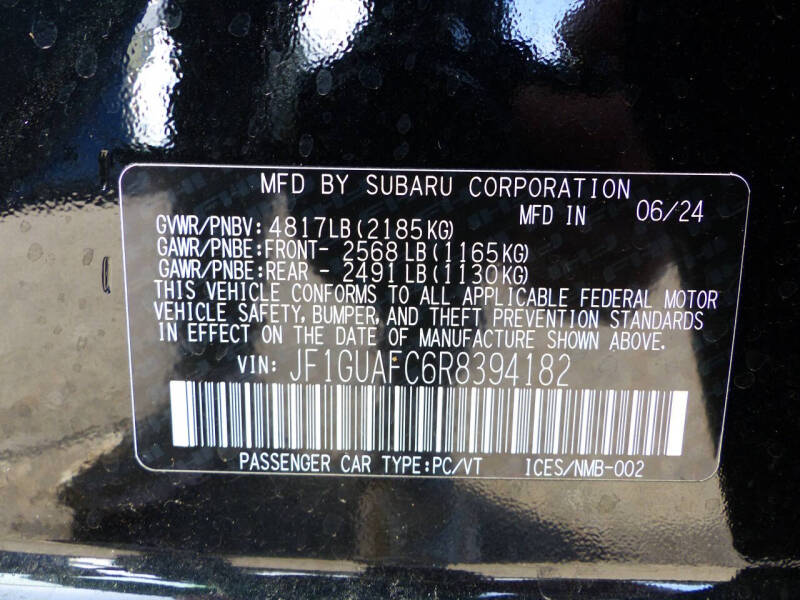 MFD BY SUBARU CORPORATION
MFD IN 06/24
GVWR/PNBV: 4817LB(2185KG)
GAWR/PNBE:FRONT- 2568LB(1165KG)
GAWR/PNBE:REAR - 2491LB(1130KG)
THIS VEHICLE CONFORMS TO ALL APPLICABLE FEDERAL MOTOR
VEHICLE SAFETY, BUMPER, AND THEFT PREVENTION STANDARDS
IN EFFECT ON THE DATE OF MANUFACTURE SHOWN ABOVE.
VIN: JF1GUAFC6R8394182
PASSENGER CAR TYPE:PC/VT ICES/NMB-002